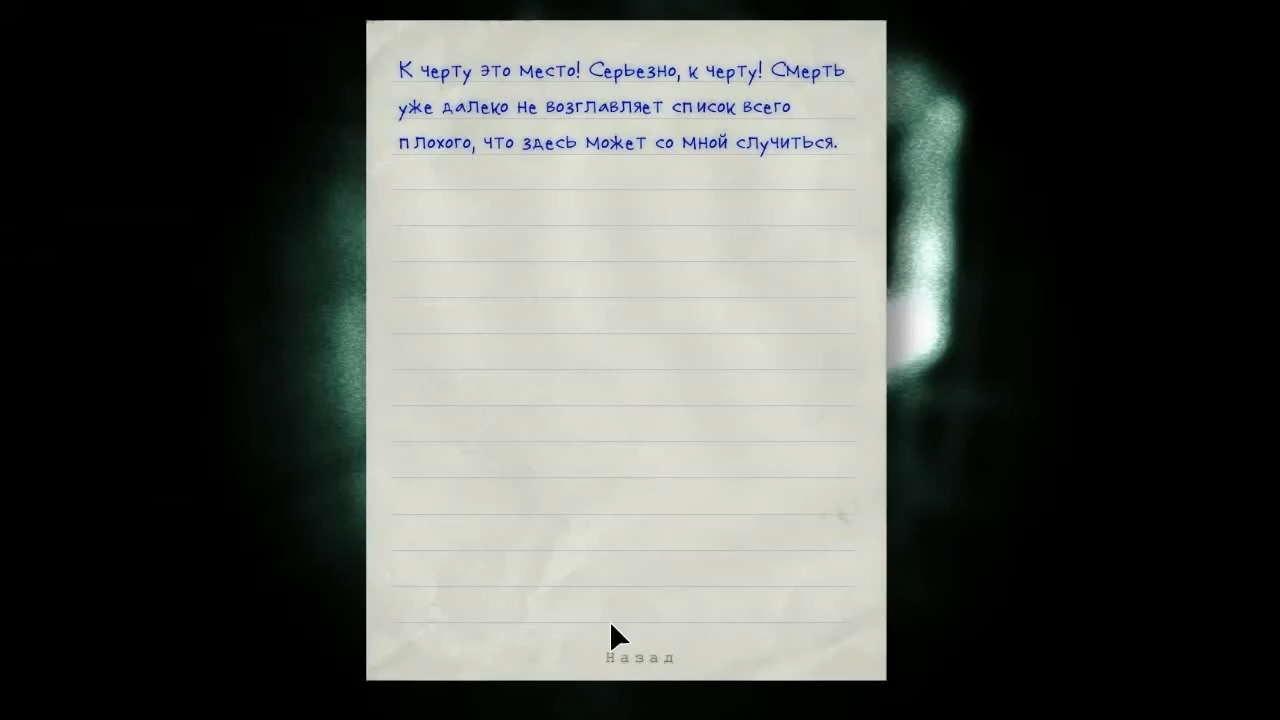 К черту это место! Серьезно, к черту! Смерть
уже далеко не возглавляет список всего
плохого, что здесь может со мной случиться.
Назад